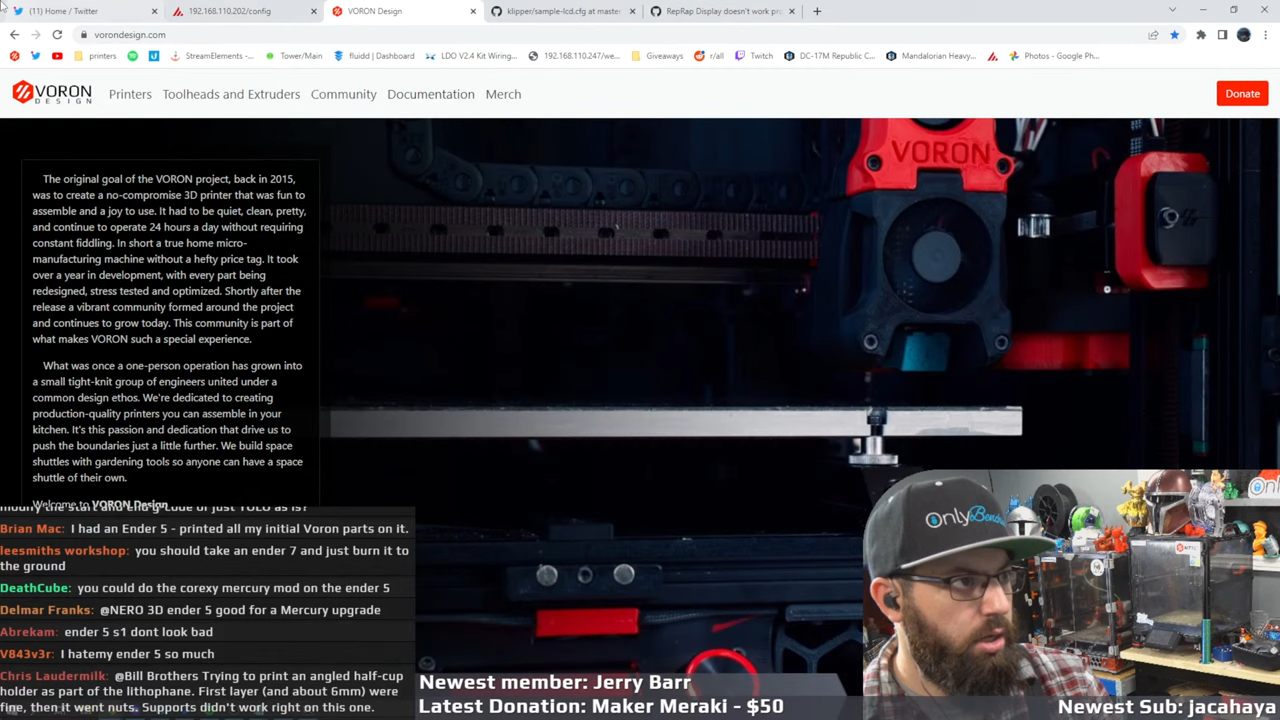 (11) Home / Twitter
192.168.110.202/config
VORON Design
klipper/sample-lcd.cfg at master
RepRap Display doesn't work pro
vorondesign.com
printers
StreamElements -...
Tower/Main
fluidd | Dashboard
LDO V2.4 Kit Wiring...
192.168.110.247/we...
Giveaways
r/all
Twitch
DC-17M Republic C...
Mandalorian Heavy...
Photos - Google Ph...
VORON
DESIGN
Printers
Toolheads and Extruders
Community
Documentation
Merch
Donate
The original goal of the VORON project, back in 2015,
was to create a no-compromise 3D printer that was fun to
assemble and a joy to use. It had to be quiet, clean, pretty,
and continue to operate 24 hours a day without requiring
constant fiddling. In short a true home micro-
manufacturing machine without a hefty price tag. It took
over a year in development, with every part being
redesigned, stress tested and optimized. Shortly after the
release a vibrant community formed around the project
and continues to grow today. This community is part of
what makes VORON such a special experience.
What was once a one-person operation has grown into
a small tight-knit group of engineers united under a
common design ethos. We're dedicated to creating
production-quality printers you can assemble in your
kitchen. It's this passion and dedication that drive us to
push the boundaries just a little further. We build space
shuttles with gardening tools so anyone can have a space
shuttle of their own.
Welcome to VORON Design
VORON
Brian Mac: I had an Ender 5 - printed all my initial Voron parts on it.
leesmiths workshop: you should take an ender 7 and just burn it to
the ground
DeathCube: you could do the corexy mercury mod on the ender 5
Delmar Franks: @NERO 3D ender 5 good for a Mercury upgrade
Abrekam: ender 5 s1 dont look bad
V843v3r: I hatemy ender 5 so much
Chris Laudermilk: @Bill Brothers Trying to print an angled half-cup
holder as part of the lithophane. First layer (and about 6mm) were
fine, then it went nuts. Supports didn't work right on this one.
Newest member: Jerry Barr
Latest Donation: Maker Meraki - $50
Newest Sub: jacahaya